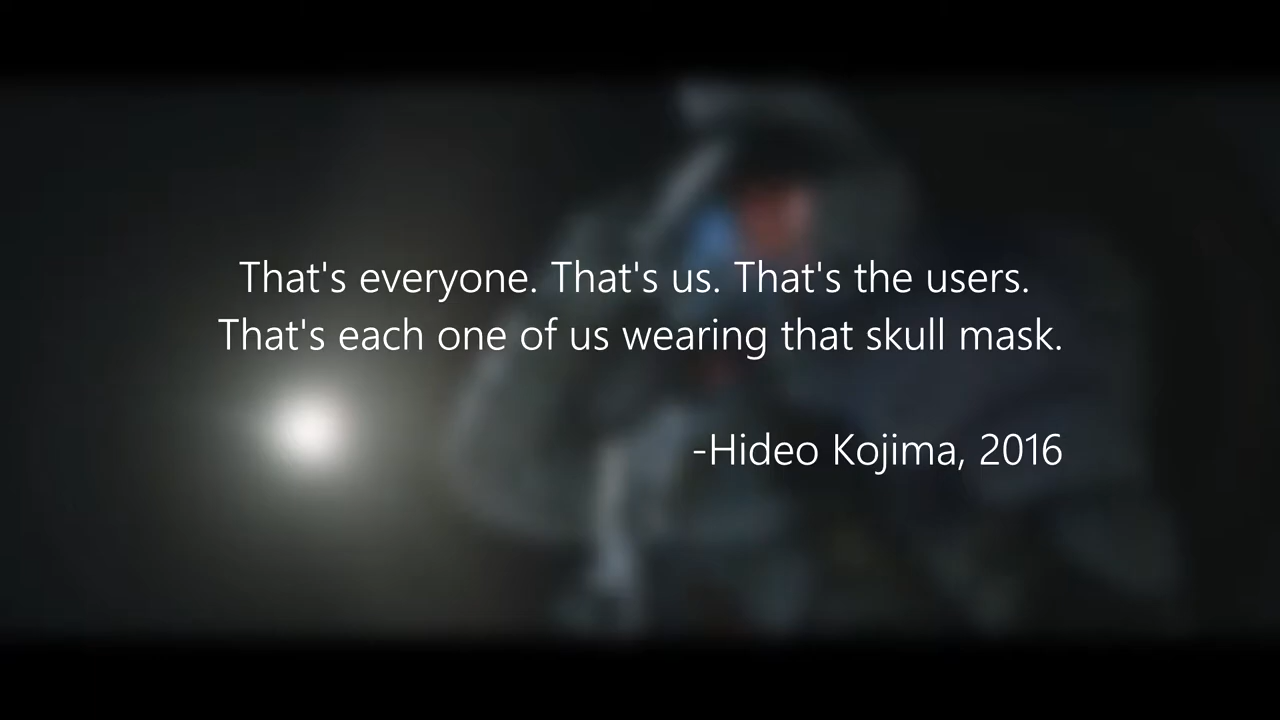 That's everyone. That's us. That's the users.
That's each one of us wearing that skull mask.
-Hideo Kojima, 2016